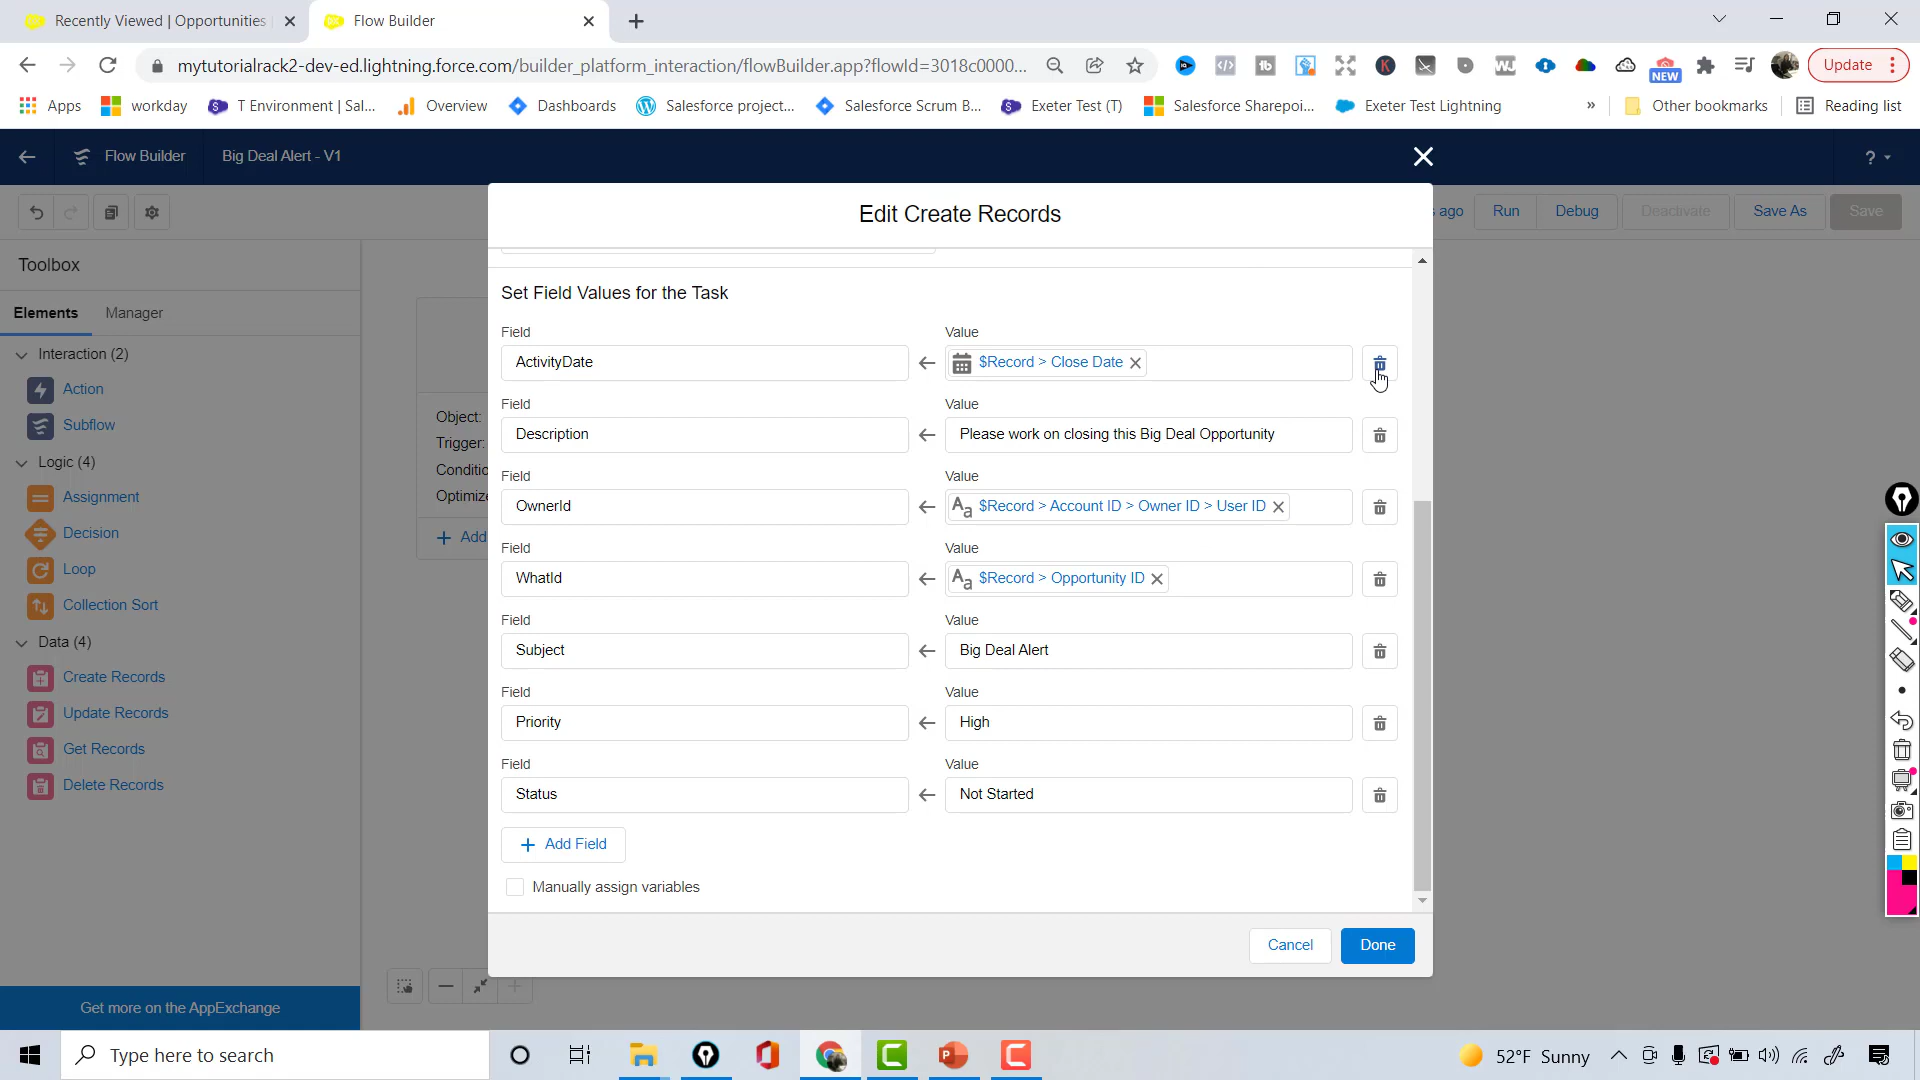 Recently Viewed | Opportunities
Flow Builder
mytutorialrack2-dev-ed.lightning.force.com/builder_platform_interaction/flowBuilder.app?flowId=3018c0000...
NEW
Update
Apps
workday
T Environment | Sal...
Overview
Dashboards
Salesforce project...
Salesforce Scrum B...
Exeter Test (T)
Salesforce Sharepoi...
Exeter Test Lightning
»
Other bookmarks
Reading list
Flow Builder
Big Deal Alert - V1
?
s ago
Run
Debug
Deactivate
Save As
Save
Toolbox
Elements
Manager
Interaction (2)
Action
Subflow
Logic (4)
Assignment
Decision
Loop
Collection Sort
Data (4)
Create Records
Update Records
Get Records
Delete Records
Get more on the AppExchange
Object:
Trigger:
Conditio
Optimize
+ Add
Edit Create Records
Set Field Values for the Task
Field
Value
ActivityDate
$Record > Close Date
Field
Value
Description
Please work on closing this Big Deal Opportunity
Field
Value
OwnerId
Aa $Record > Account ID > Owner ID > User ID
Field
Value
WhatId
Aa $Record > Opportunity ID
Field
Value
Subject
Big Deal Alert
Field
Value
Priority
High
Field
Value
Status
Not Started
+ Add Field
Manually assign variables
Cancel
Done
Type here to search
52°F Sunny